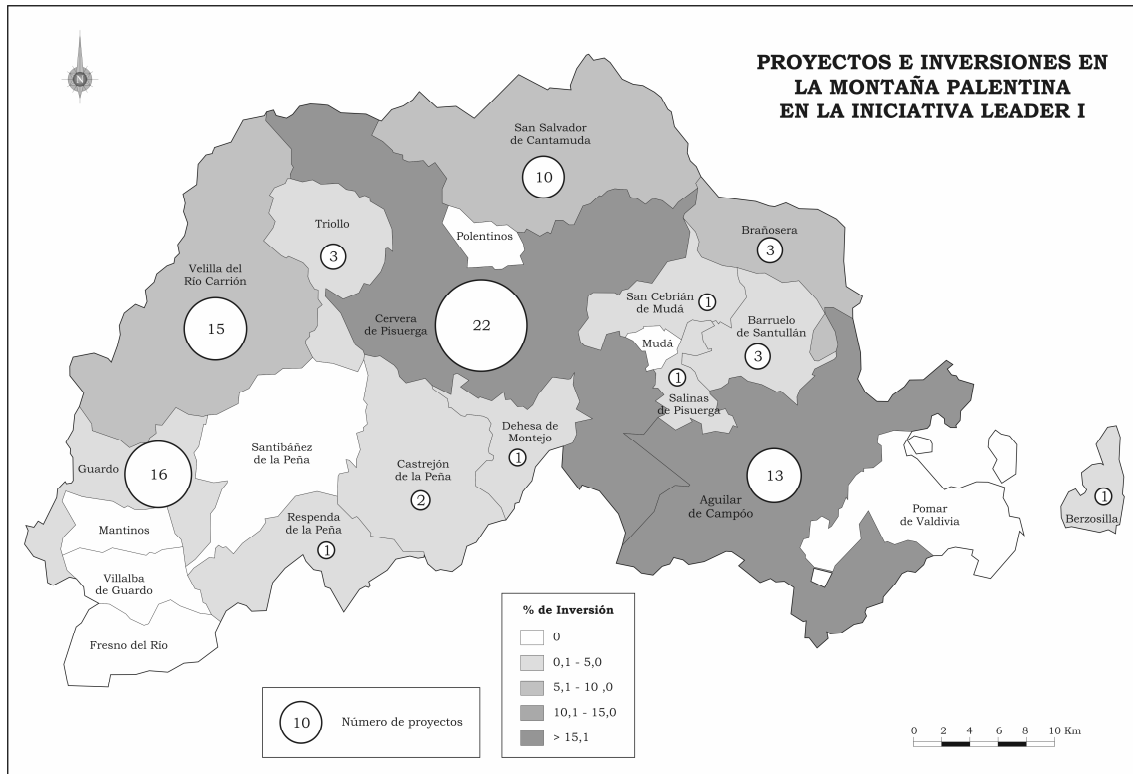 PROYECTOS E INVERSIONES EN
LA MONTAÑA PALENTINA
EN LA INICIATIVA LEADER I
N
San Salvador
de Cantamuda
10
Triollo
3
Polentinos
Brañosera
3
Velilla del
Río Carrión
15
Cervera
de Pisuerga
22
San Cebrián
de Mudá
1
Barruelo
de Santullán
3
Mudá
1
Salinas
de Pisuerga
Dehesa de
Montejo
1
Santibáñez
de la Peña
Guardo
16
Castrejón
de la Peña
2
Aguilar
de Campóo
13
Pomar
de Valdivia
1
Berzosilla
Mantinos
Respenda
de la Peña
1
Villalba
de Guardo
Fresno del Río
% de Inversión
0
0,1 - 5,0
5,1 - 10 ,0
10,1 - 15,0
> 15,1
10 Número de proyectos
0 2 4 6 8 10 Km